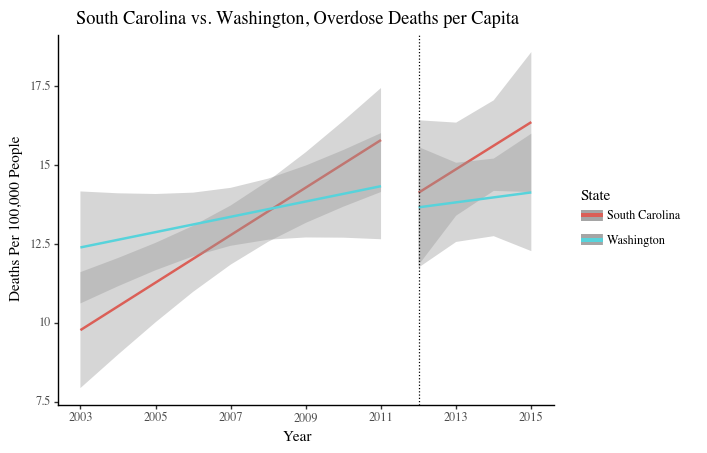 South Carolina vs. Washington, Overdose Deaths per Capita
Deaths Per 100,000 People
17.5
15
12.5
10
7.5
2003
2005
2007
2009
2011
2013
2015
Year
State
South Carolina
Washington